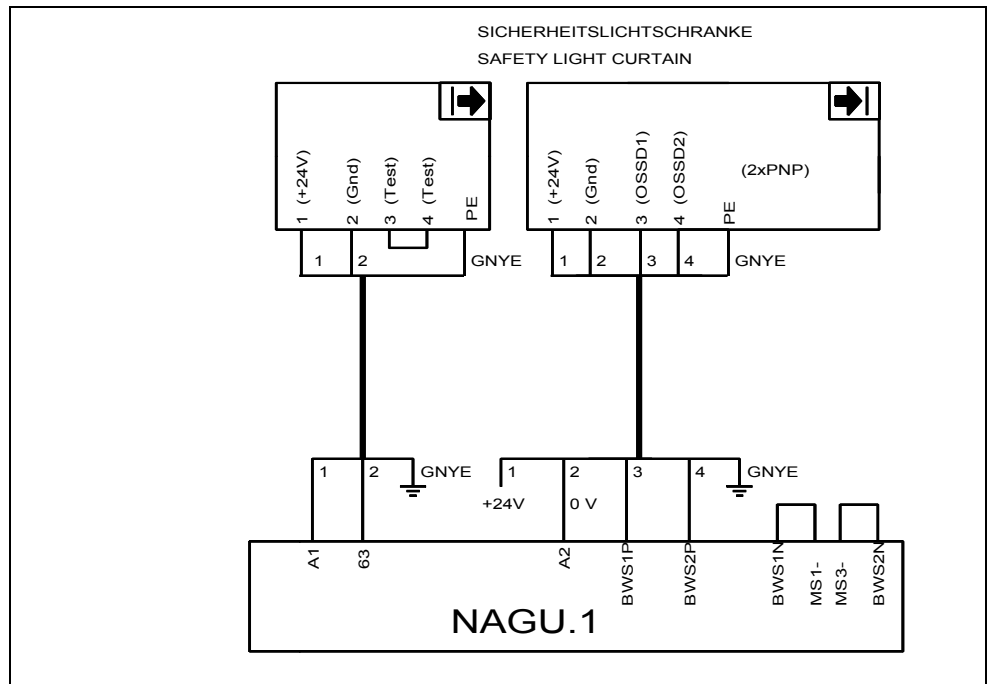 SICHERHEITSLICHTSCHRANKE
SAFETY LIGHT CURTAIN
1 (+24V)
2 (Gnd)
3 (Test)
4 (Test)
PE
1 (+24V)
2 (Gnd)
3 (OSSD1)
4 (OSSD2)
PE
(2xPNP)
1 2 GNYE
1 2 3 4 GNYE
1 2 GNYE
1 2 3 4 GNYE
+24V 0 V
A1
63
A2
BWS1P
BWS2P
BWS1N
MS1-
MS3-
BWS2N
NAGU.1